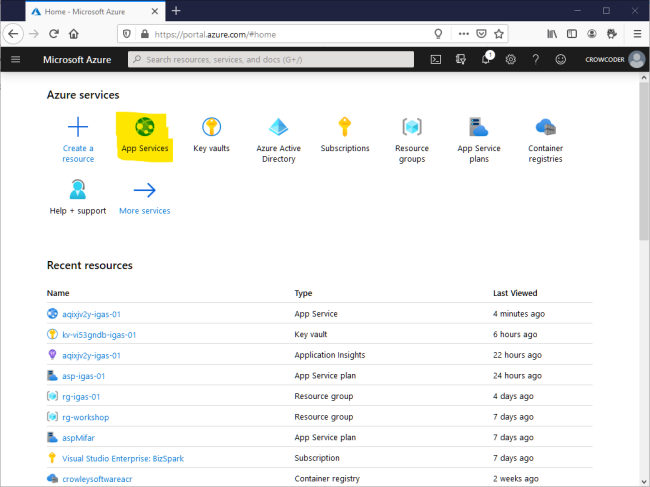 Home - Microsoft Azure
https://portal.azure.com/#home
Microsoft Azure
Search resources, services, and docs (G+/)
1
CROWCODER
Azure services
Create a resource
App Services
Key vaults
Azure Active Directory
Subscriptions
Resource groups
App Service plans
Container registries
Help + support
More services
Recent resources
Name Type Last Viewed
aqixjv2y-igas-01 App Service 4 minutes ago
kv-vi53gndb-igas-01 Key vault 6 hours ago
aqixjv2y-igas-01 Application Insights 22 hours ago
asp-igas-01 App Service plan 24 hours ago
rg-igas-01 Resource group 4 days ago
rg-workshop Resource group 7 days ago
aspMifar App Service plan 7 days ago
Visual Studio Enterprise: BizSpark Subscription 7 days ago
crowleysoftwareacr Container registry 2 weeks ago